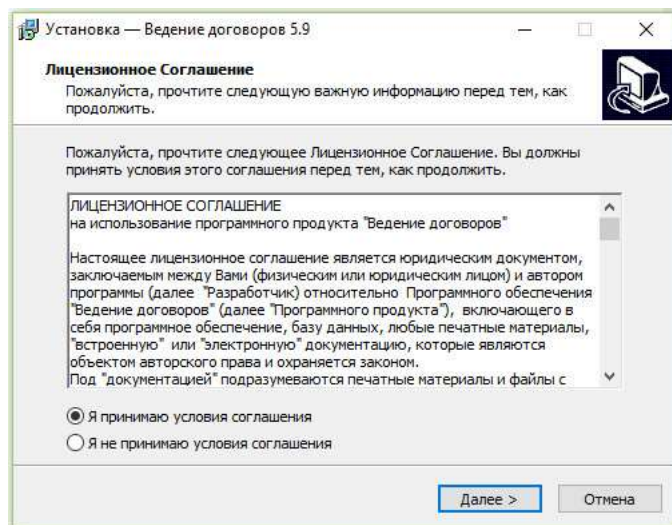 Установка — Ведение договоров 5.9
Лицензионное Соглашение
Пожалуйста, прочтите следующую важную информацию перед тем, как
продолжить.
Пожалуйста, прочтите следующее Лицензионное Соглашение. Вы должны
принять условия этого соглашения перед тем, как продолжить.
ЛИЦЕНЗИОННОЕ СОГЛАШЕНИЕ
на использование программного продукта "Ведение договоров"
Настоящее лицензионное соглашение является юридическим документом,
заключаемым между Вами (физическим или юридическим лицом) и автором
программы (далее "Разработчик) относительно Программного обеспечения
"Ведение договоров" (далее "Программного продукта"), включающего в
себя программное обеспечение, базу данных, любые печатные материалы,
"встроенную" или "электронную" документацию, которые являются
объектом авторского права и охраняется законом.
Под "документацией" подразумеваются печатные материалы и файлы с
Я принимаю условия соглашения
Я не принимаю условия соглашения
Далее > Отмена